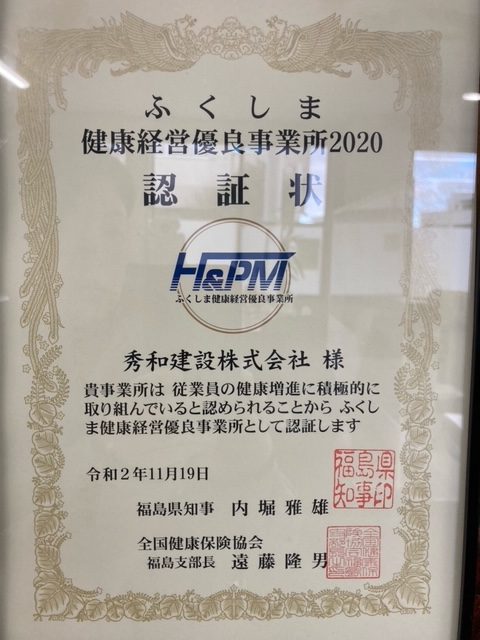 ふくしま
健康経営優良事業所2020
認証状
H&PM
ふくしま健康経営優良事業所
秀和建設株式会社 様
貴事業所は 従業員の健康増進に積極的に
取り組んでいると認められることから ふくし
ま健康経営優良事業所として認証します
令和2年11月19日
福島県知事 内堀雅雄
福島県
知事印
全国健康保険協会
福島支部長 遠藤隆男